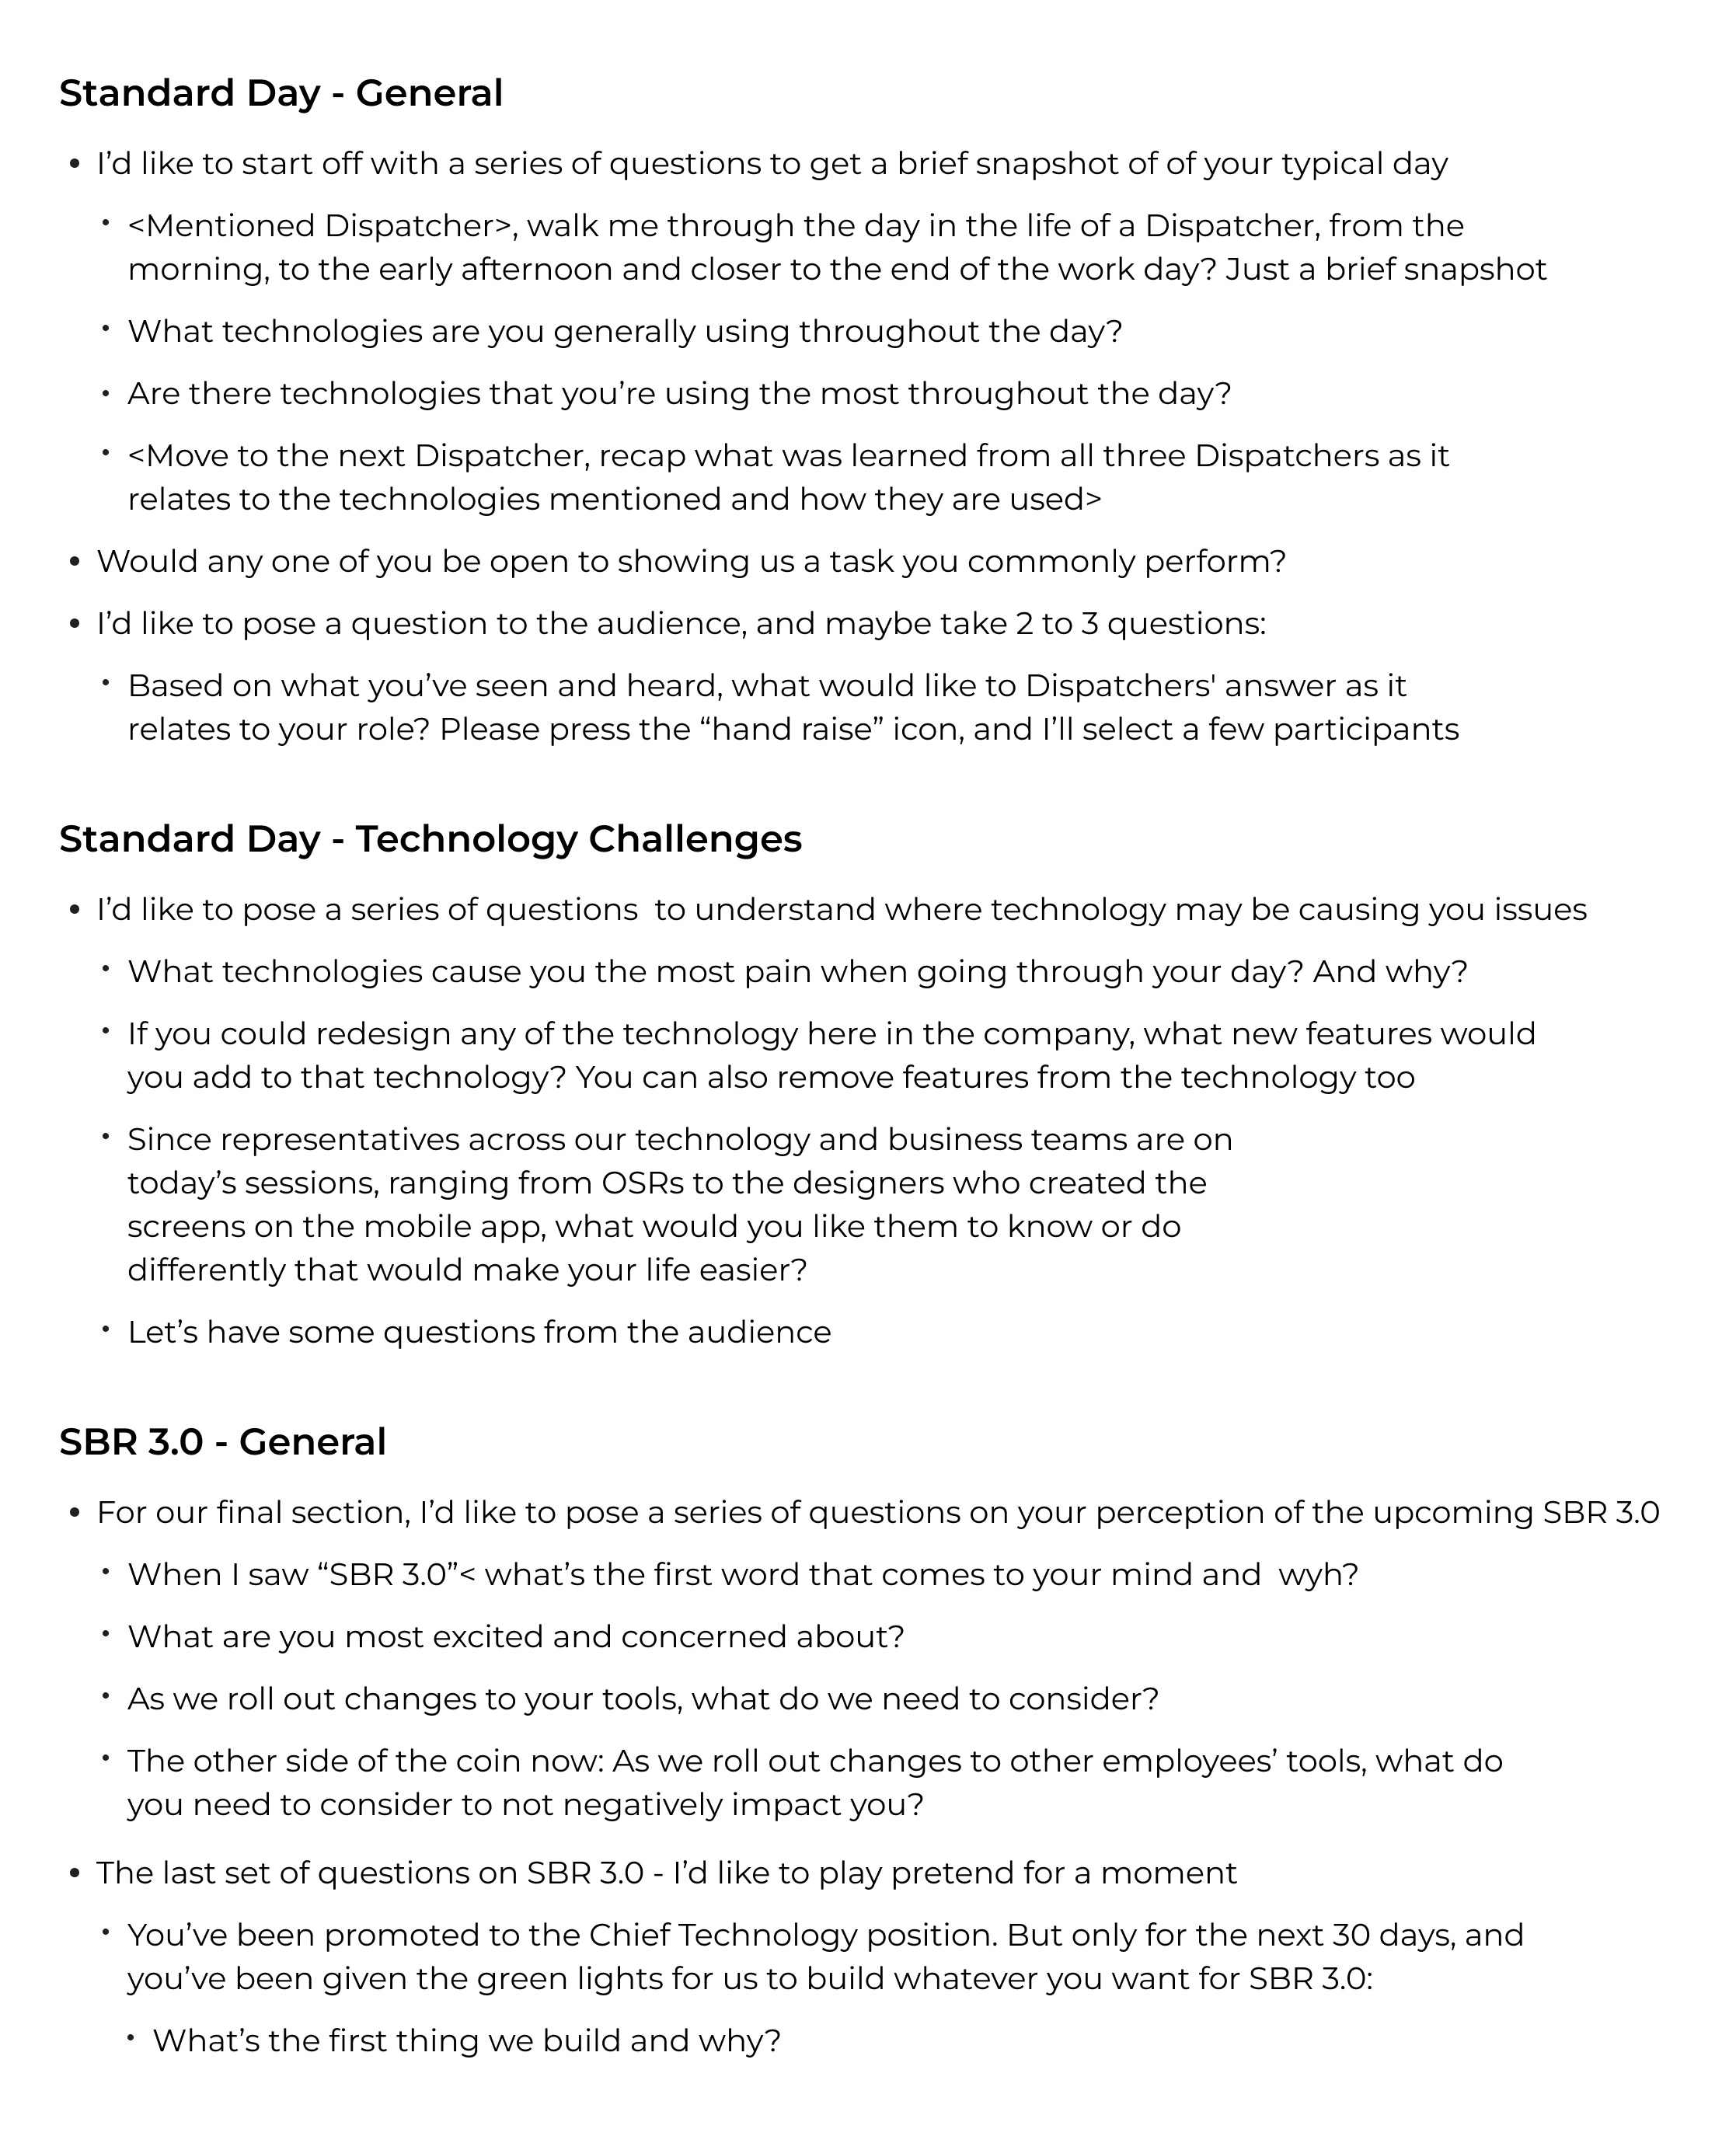 Standard Day - General
• I’d like to start off with a series of questions to get a brief snapshot of of your typical day
• <Mentioned Dispatcher>, walk me through the day in the life of a Dispatcher, from the
morning, to the early afternoon and closer to the end of the work day? Just a brief snapshot
• What technologies are you generally using throughout the day?
• Are there technologies that you’re using the most throughout the day?
• <Move to the next Dispatcher, recap what was learned from all three Dispatchers as it
relates to the technologies mentioned and how they are used>
• Would any one of you be open to showing us a task you commonly perform?
• I’d like to pose a question to the audience, and maybe take 2 to 3 questions:
• Based on what you’ve seen and heard, what would like to Dispatchers' answer as it
relates to your role? Please press the “hand raise” icon, and I’ll select a few participants
Standard Day - Technology Challenges
• I’d like to pose a series of questions  to understand where technology may be causing you issues
• What technologies cause you the most pain when going through your day? And why?
• If you could redesign any of the technology here in the company, what new features would
you add to that technology? You can also remove features from the technology too
• Since representatives across our technology and business teams are on
today’s sessions, ranging from OSRs to the designers who created the
screens on the mobile app, what would you like them to know or do
differently that would make your life easier?
• Let’s have some questions from the audience
SBR 3.0 - General
• For our final section, I’d like to pose a series of questions on your perception of the upcoming SBR 3.0
• When I saw “SBR 3.0”< what’s the first word that comes to your mind and  wyh?
• What are you most excited and concerned about?
• As we roll out changes to your tools, what do we need to consider?
• The other side of the coin now: As we roll out changes to other employees’ tools, what do
you need to consider to not negatively impact you?
• The last set of questions on SBR 3.0 - I’d like to play pretend for a moment
• You’ve been promoted to the Chief Technology position. But only for the next 30 days, and
you’ve been given the green lights for us to build whatever you want for SBR 3.0:
• What’s the first thing we build and why?